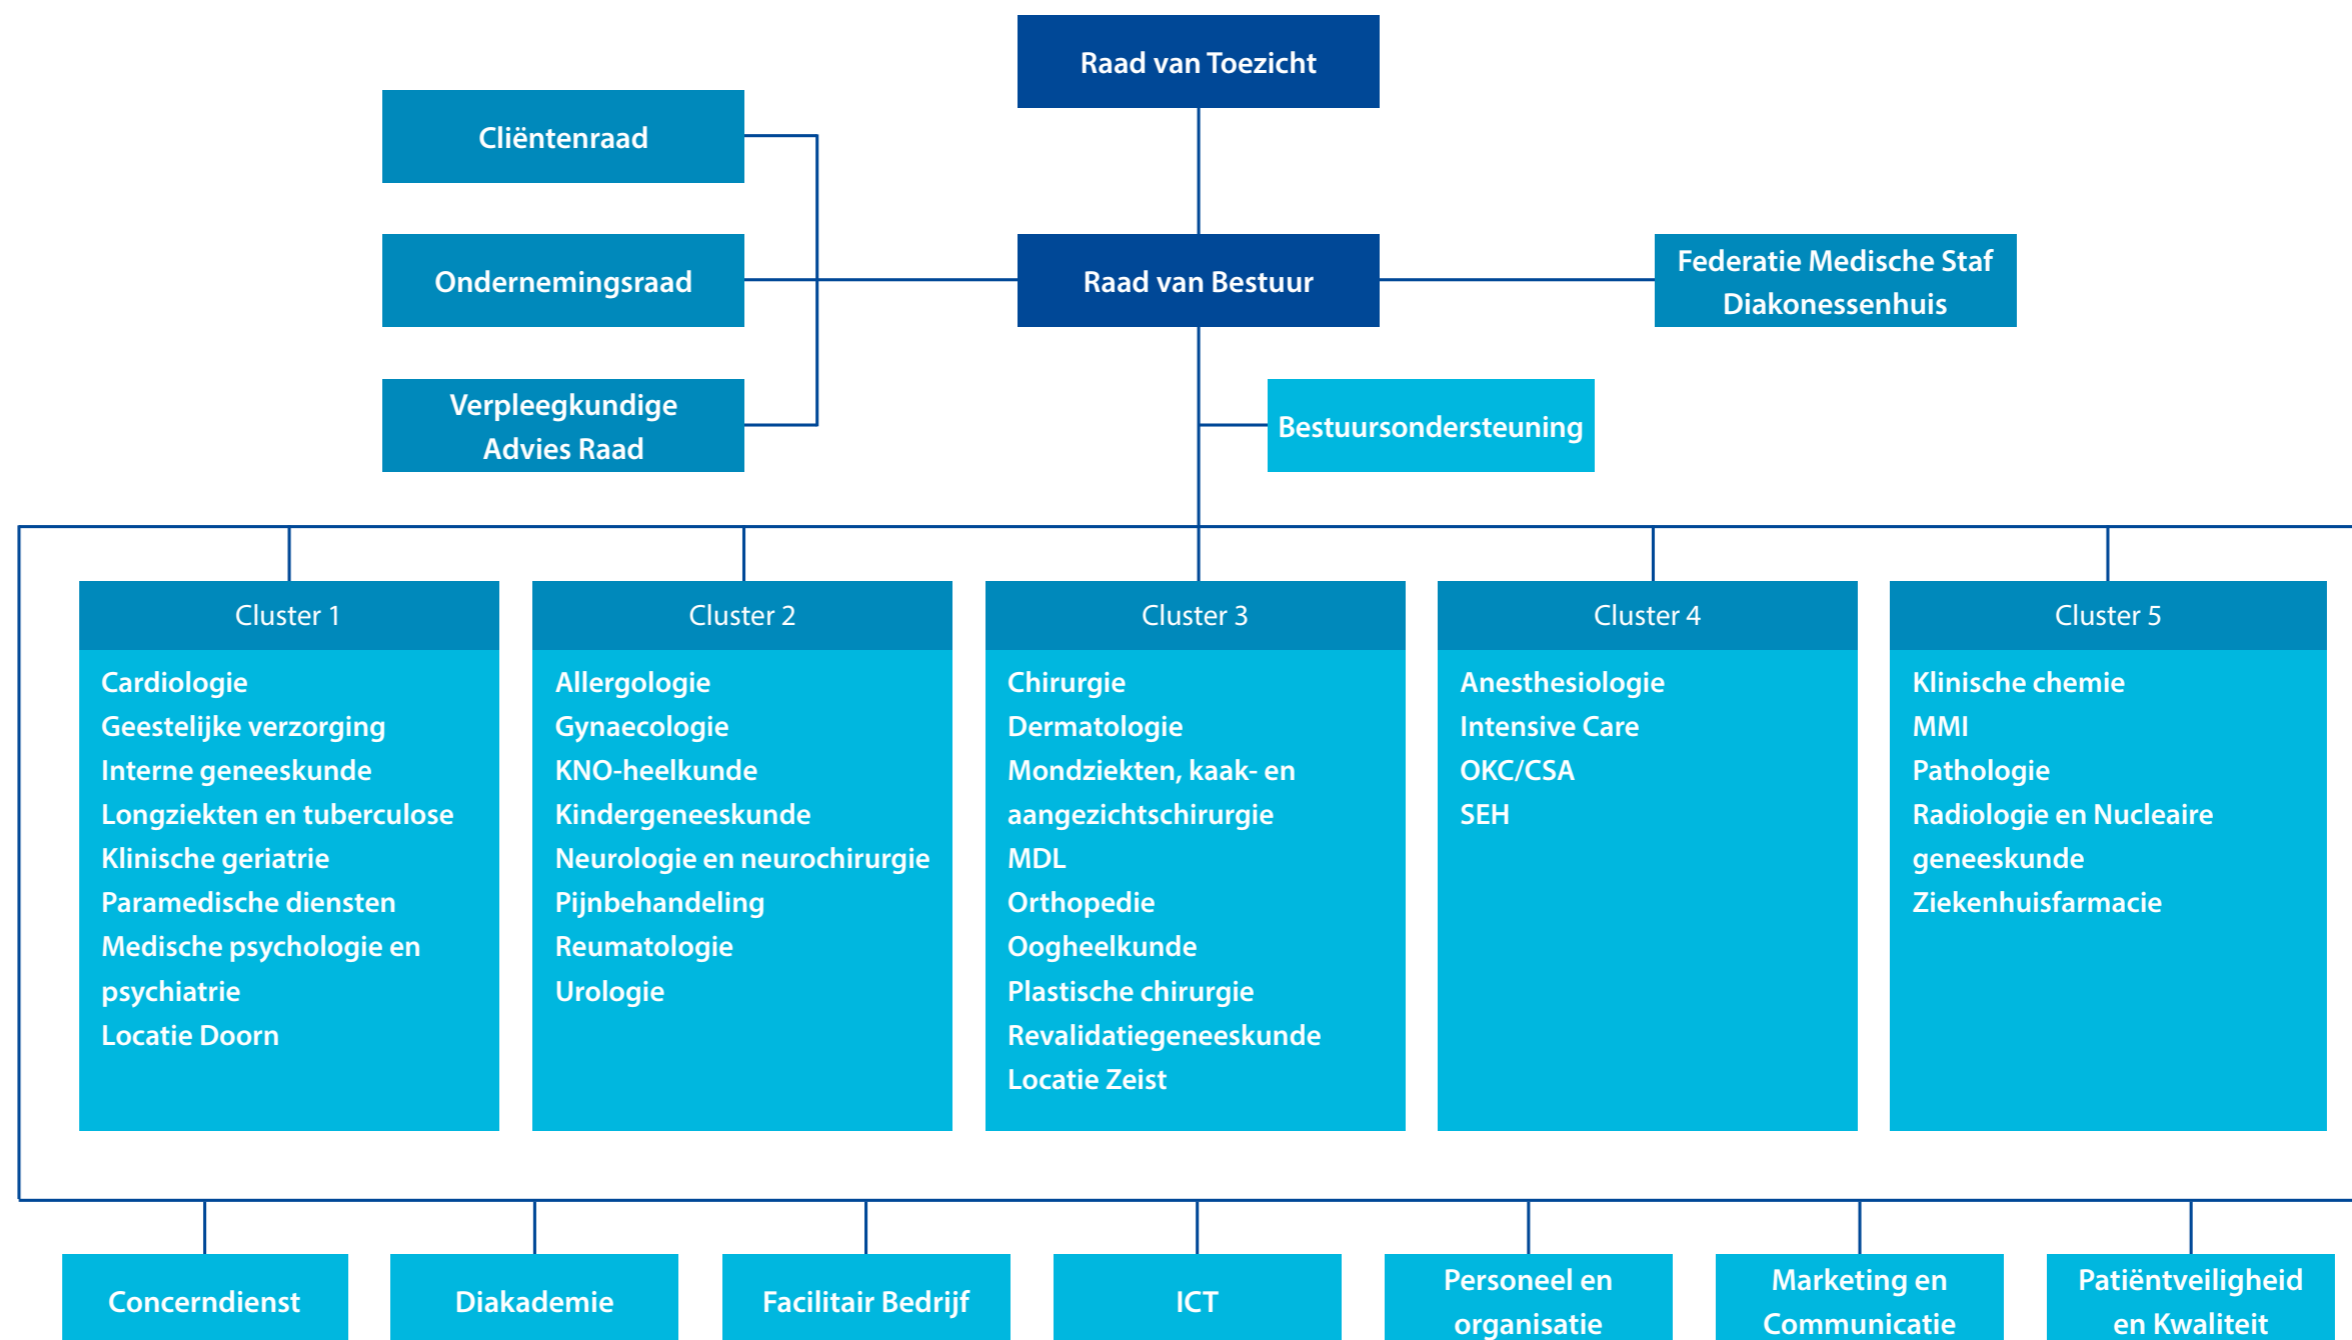 Raad van Toezicht
Cliëntenraad
Ondernemingsraad
Raad van Bestuur
Federatie Medische Staf
Diakonessenhuis
Verpleegkundige
Advies Raad
Bestuursondersteuning
Cluster 1
Cardiologie
Geestelijke verzorging
Interne geneeskunde
Longziekten en tuberculose
Klinische geriatrie
Paramedische diensten
Medische psychologie en
psychiatrie
Locatie Doorn
Cluster 2
Allergologie
Gynaecologie
KNO-heelkunde
Kindergeneeskunde
Neurologie en neurochirurgie
Pijnbehandeling
Reumatologie
Urologie
Cluster 3
Chirurgie
Dermatologie
Mondziekten, kaak- en
aangezichtschirurgie
MDL
Orthopedie
Oogheelkunde
Plastische chirurgie
Revalidatiegeneeskunde
Locatie Zeist
Cluster 4
Anesthesiologie
Intensive Care
OKC/CSA
SEH
Cluster 5
Klinische chemie
MMI
Pathologie
Radiologie en Nucleaire
geneeskunde
Ziekenhuisfarmacie
Concerndienst
Diakademie
Facilitair Bedrijf
ICT
Personeel en
organisatie
Marketing en
Communicatie
Patiëntveiligheid
en Kwaliteit